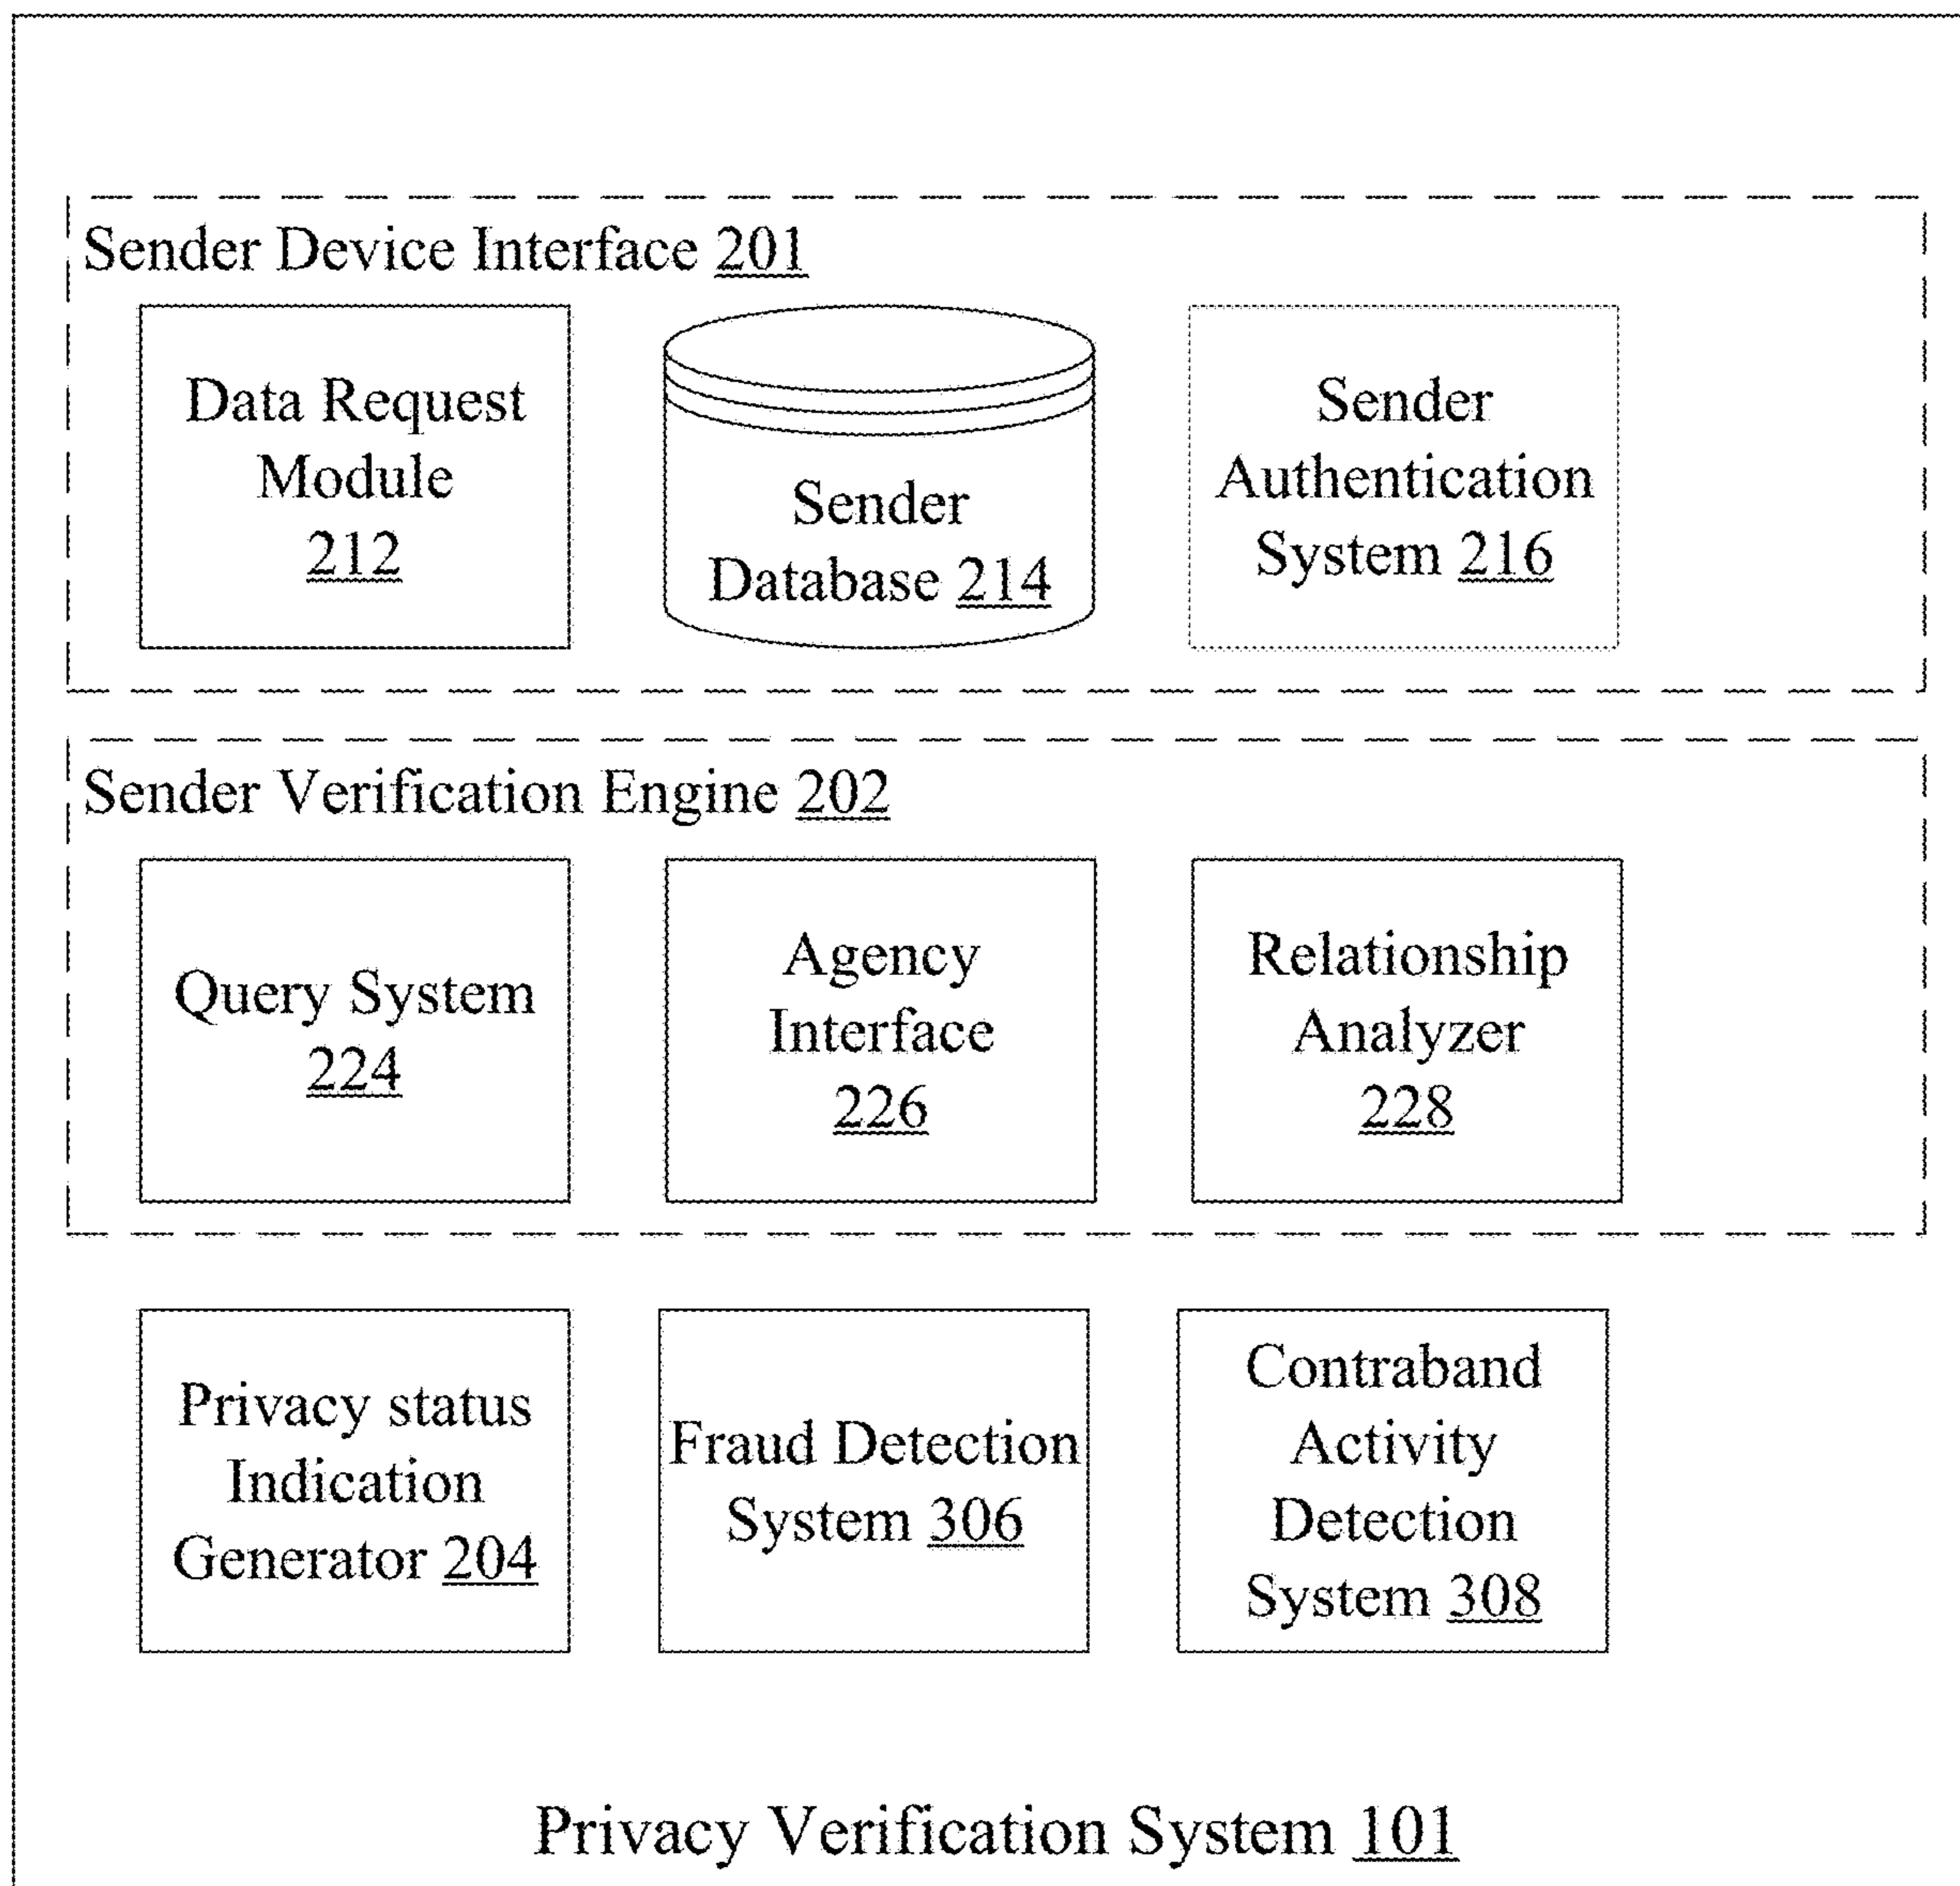 Sender Device Interface 201
Data Request
Module
212
Sender
Database 214
Sender
Authentication
System 216
Sender Verification Engine 202
Query System
224
Agency
Interface
226
Relationship
Analyzer
228
Privacy status
Indication
Generator 204
Fraud Detection
System 306
Contraband
Activity
Detection
System 308
Privacy Verification System 101